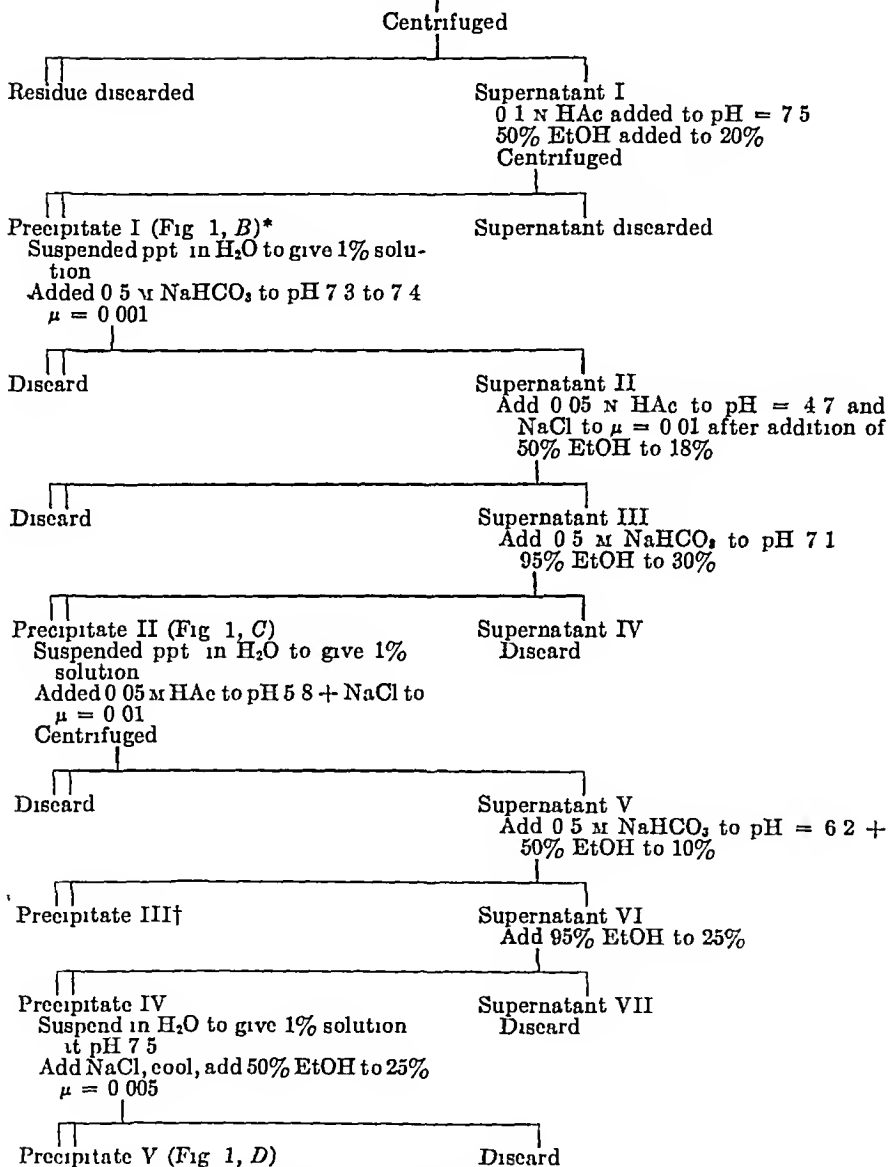 Centrifuged
Residue discarded
Supernatant I
0 1 N HAc added to pH = 7 5
50% EtOH added to 20%
Centrifuged
Precipitate I (Fig 1, B)*
Suspended ppt in H₂O to give 1% solu-
tion
Added 0 5 M NaHCO₃ to pH 7 3 to 7 4
μ = 0 001
Supernatant discarded
Discard
Supernatant II
Add 0 05 N HAc to pH = 4 7 and
NaCl to μ = 0 01 after addition of
50% EtOH to 18%
Discard
Supernatant III
Add 0 5 M NaHCO₃ to pH 7 1
95% EtOH to 30%
Precipitate II (Fig 1, C)
Suspended ppt in H₂O to give 1%
solution
Added 0 05 M HAc to pH 5 8 + NaCl to
μ = 0 01
Centrifuged
Supernatant IV
Discard
Discard
Supernatant V
Add 0 5 M NaHCO₃ to pH = 6 2 +
50% EtOH to 10%
Precipitate III†
Supernatant VI
Add 95% EtOH to 25%
Precipitate IV
Suspend in H₂O to give 1% solution
at pH 7 5
Add NaCl, cool, add 50% EtOH to 25%
μ = 0 005
Supernatant VII
Discard
Precipitate V (Fig 1, D)
Discard